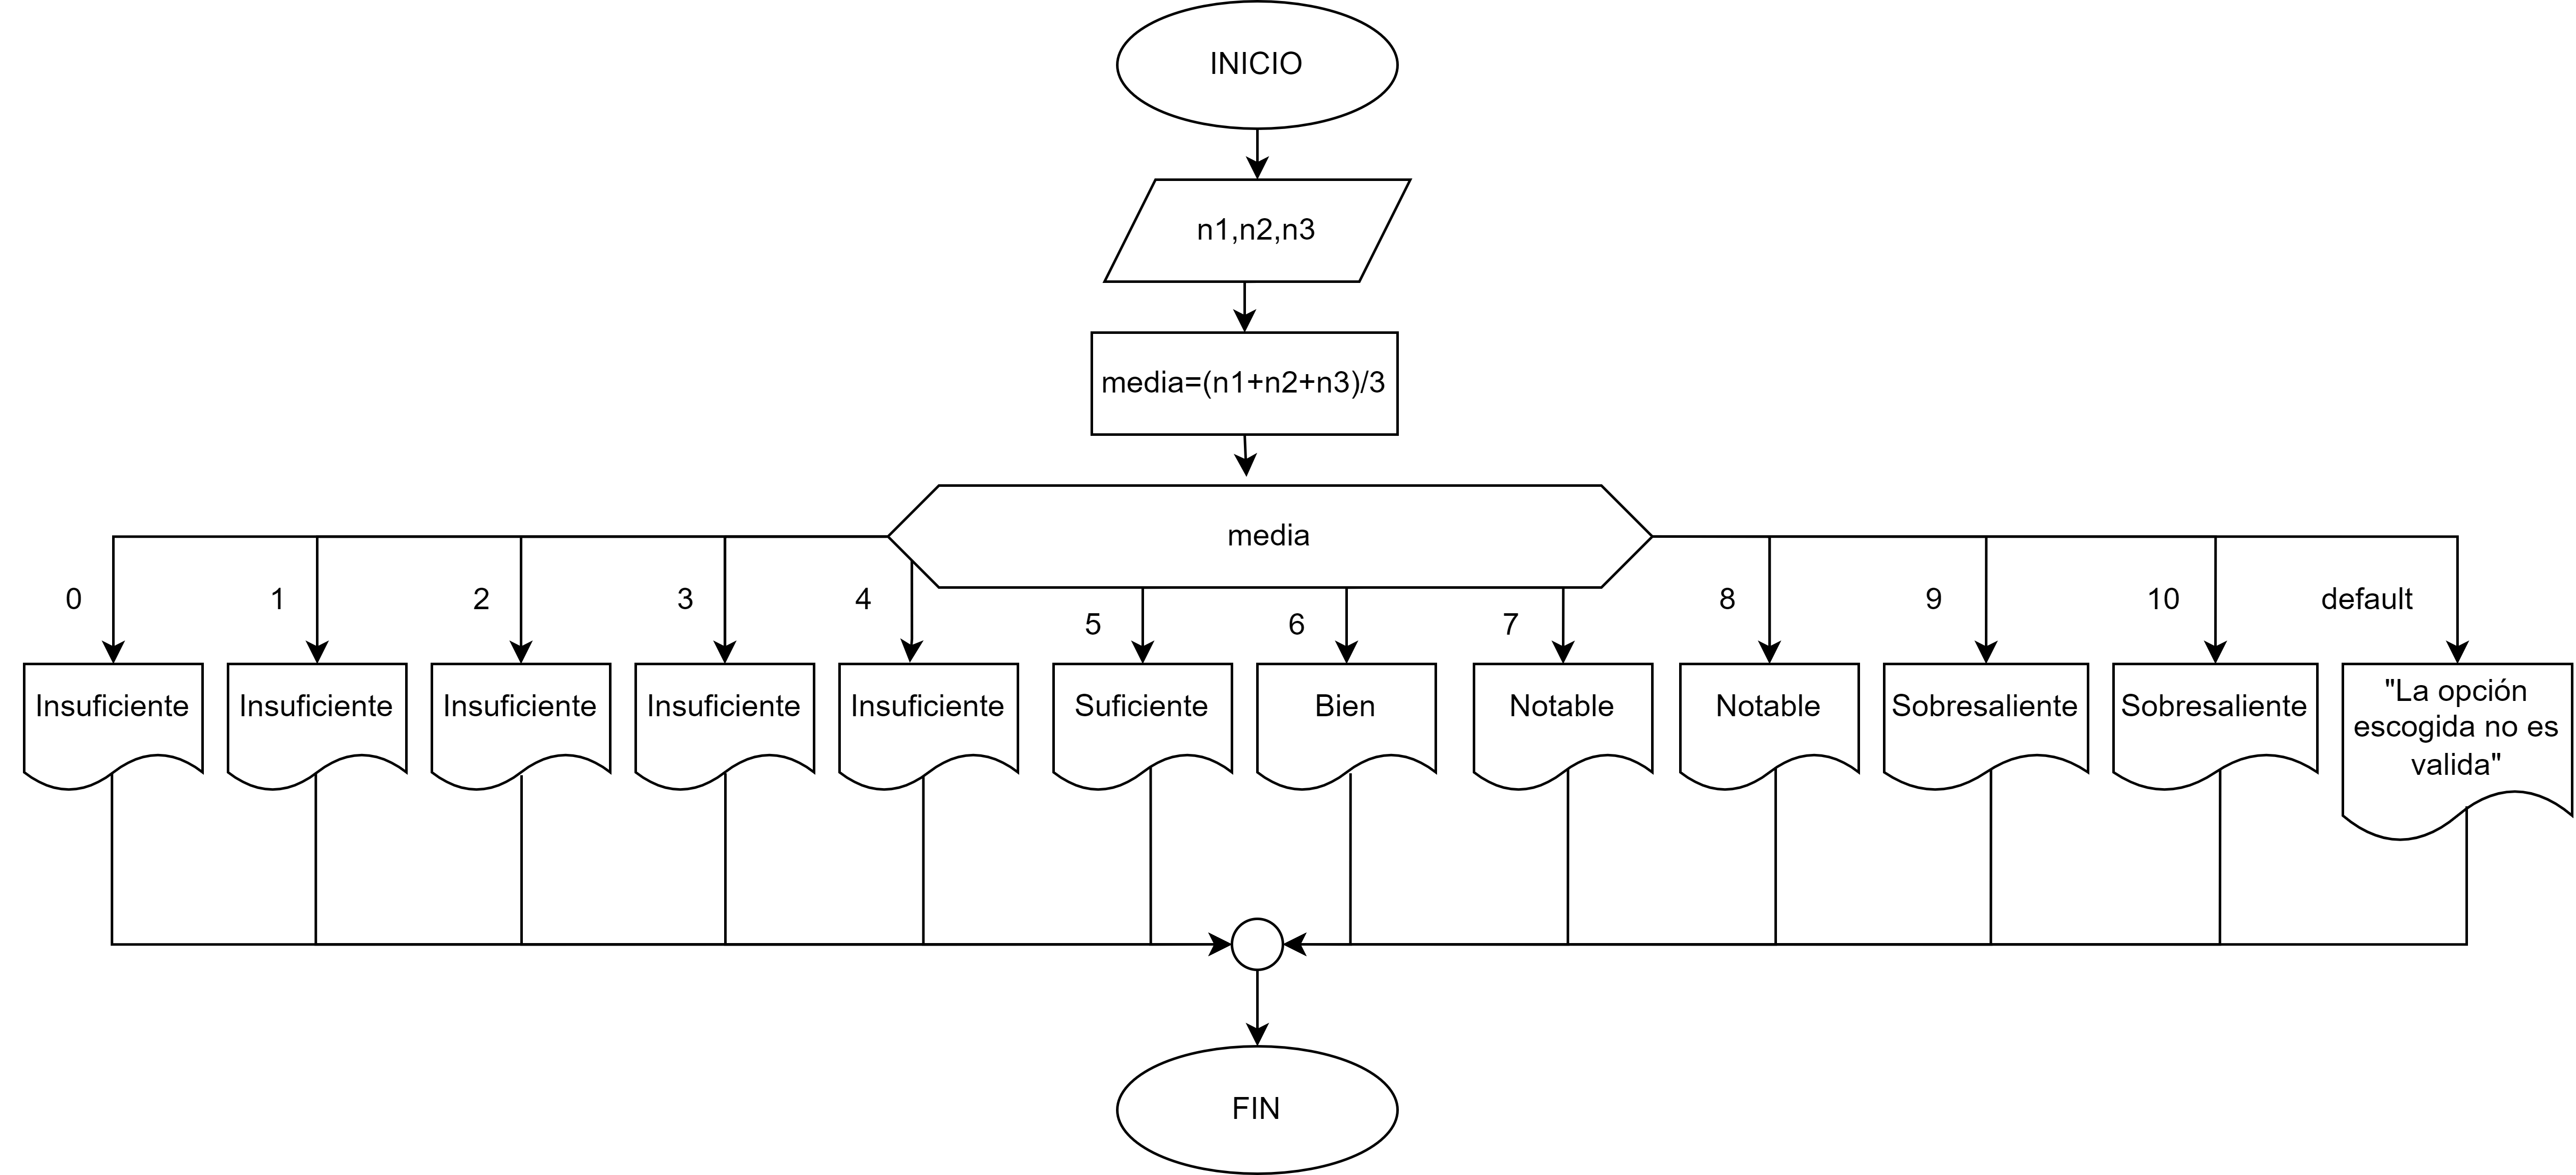 INICIO
n1,n2,n3
media=(n1+n2+n3)/3
media
0
1
2
3
4
5
6
7
8
9
10
default
Insuficiente
Insuficiente
Insuficiente
Insuficiente
Insuficiente
Suficiente
Bien
Notable
Notable
Sobresaliente
Sobresaliente
"La opción
escogida no es
valida"
FIN